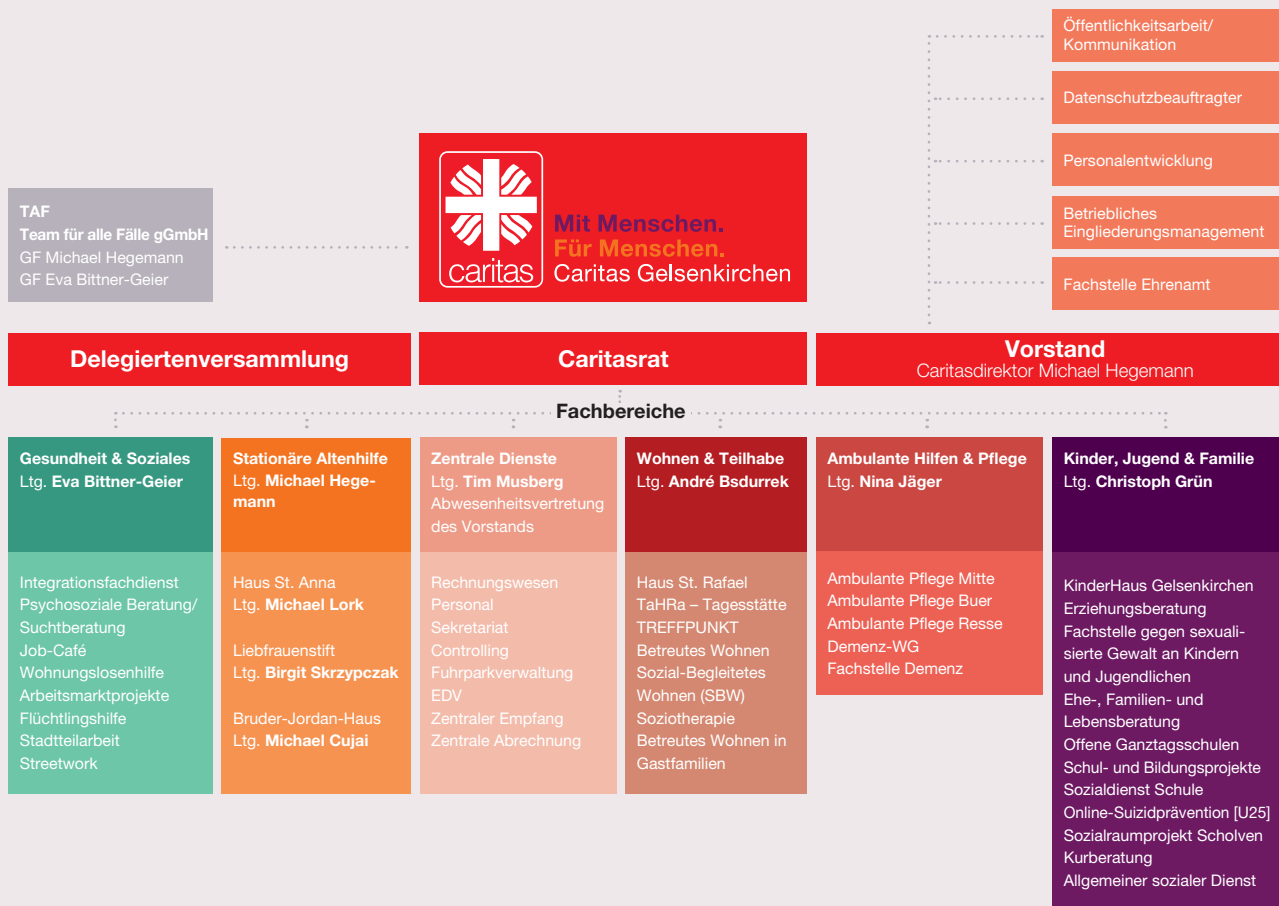 Öffentlichkeitsarbeit/
Kommunikation
Datenschutzbeauftragter
Personalentwicklung
Betriebliches
Eingliederungsmanagement
Fachstelle Ehrenamt
TAF
Team für alle Fälle gGmbH
GF Michael Hegemann
GF Eva Bittner-Geier
caritas
Mit Menschen.
Für Menschen.
Caritas Gelsenkirchen
Delegiertenversammlung
Caritasrat
Vorstand
Caritasdirektor Michael Hegemann
Fachbereiche
Gesundheit & Soziales
Ltg. Eva Bittner-Geier
Integrationsfachdienst
Psychosoziale Beratung/
Suchtberatung
Job-Café
Wohnungslosenhilfe
Arbeitsmarktprojekte
Flüchtlingshilfe
Stadtteilarbeit
Streetwork
Stationäre Altenhilfe
Ltg. Michael Hege-
mann
Haus St. Anna
Ltg. Michael Lork
Liebfrauenstift
Ltg. Birgit Skrzypczak
Bruder-Jordan-Haus
Ltg. Michael Cujai
Zentrale Dienste
Ltg. Tim Musberg
Abwesenheitsvertretung
des Vorstands
Rechnungswesen
Personal
Sekretariat
Controlling
Fuhrparkverwaltung
EDV
Zentraler Empfang
Zentrale Abrechnung
Wohnen & Teilhabe
Ltg. André Bsdurrek
Haus St. Rafael
TaHRa – Tagesstätte
TREFFPUNKT
Betreutes Wohnen
Sozial-Begleitetes
Wohnen (SBW)
Soziotherapie
Betreutes Wohnen in
Gastfamilien
Ambulante Hilfen & Pflege
Ltg. Nina Jäger
Ambulante Pflege Mitte
Ambulante Pflege Buer
Ambulante Pflege Resse
Demenz-WG
Fachstelle Demenz
Kinder, Jugend & Familie
Ltg. Christoph Grün
KinderHaus Gelsenkirchen
Erziehungsberatung
Fachstelle gegen sexuali-
sierte Gewalt an Kindern
und Jugendlichen
Ehe-, Familien- und
Lebensberatung
Offene Ganztagsschulen
Schul- und Bildungsprojekte
Sozialdienst Schule
Online-Suizidprävention [U25]
Sozialraumprojekt Scholven
Kurberatung
Allgemeiner sozialer Dienst